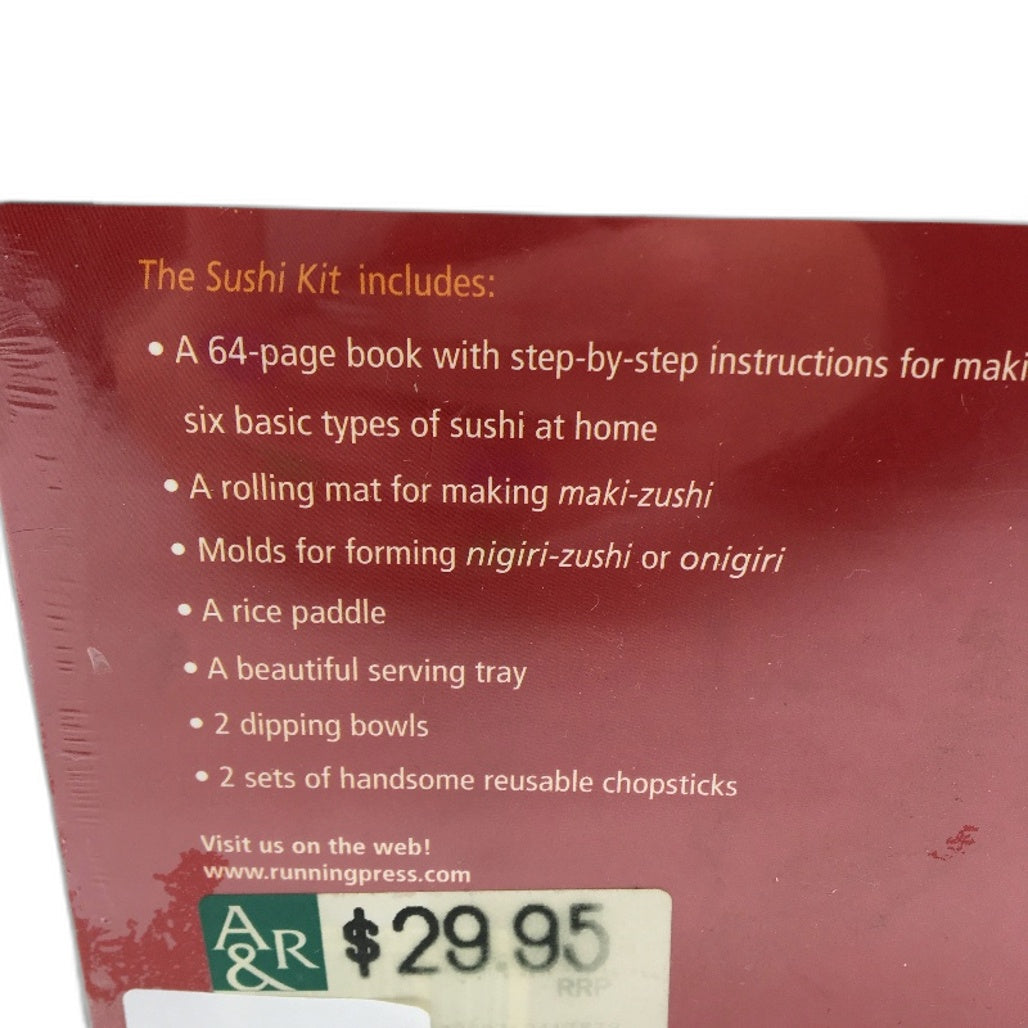 The Sushi Kit includes:
• A 64-page book with step-by-step instructions for maki
six basic types of sushi at home
• A rolling mat for making maki-zushi
• Molds for forming nigiri-zushi or onigiri
• A rice paddle
• A beautiful serving tray
• 2 dipping bowls
• 2 sets of handsome reusable chopsticks
Visit us on the web!
www.runningpress.com
A&R $29.95
RRP